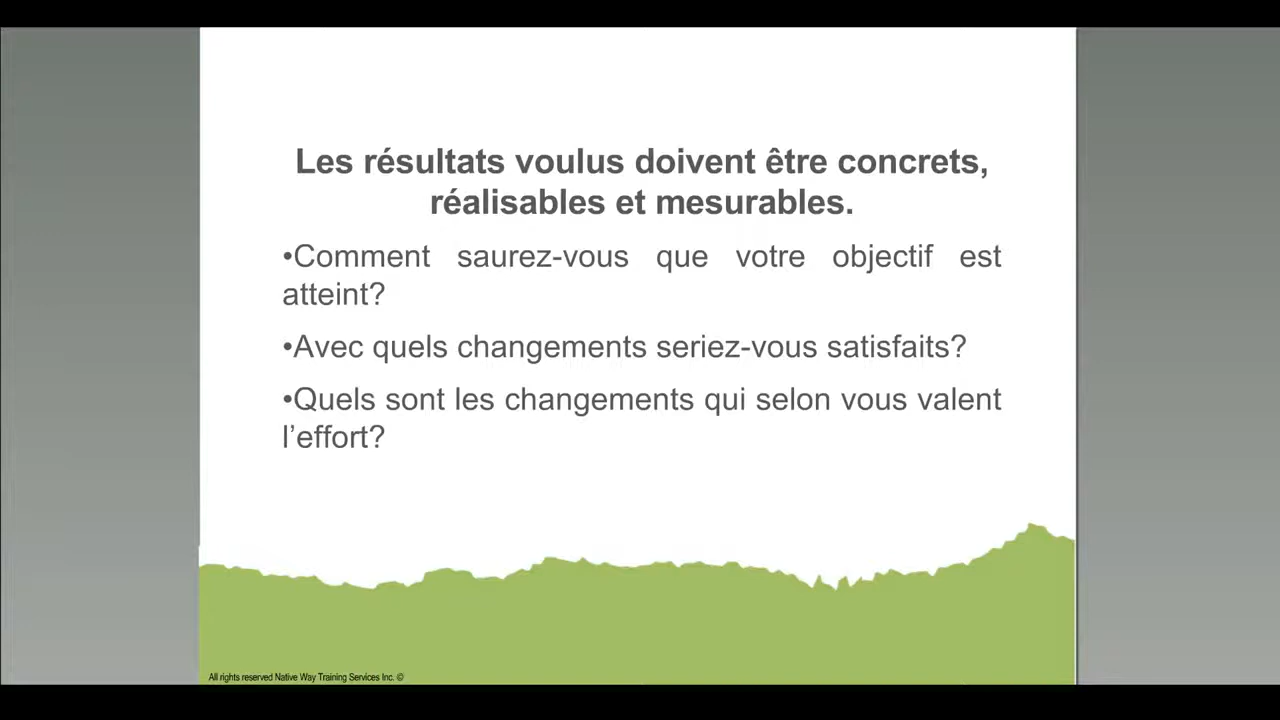 Les résultats voulus doivent être concrets,
réalisables et mesurables.
•Comment saurez-vous que votre objectif est
atteint?
•Avec quels changements seriez-vous satisfaits?
•Quels sont les changements qui selon vous valent
l’effort?
All rights reserved Native Way Training Services Inc. ©